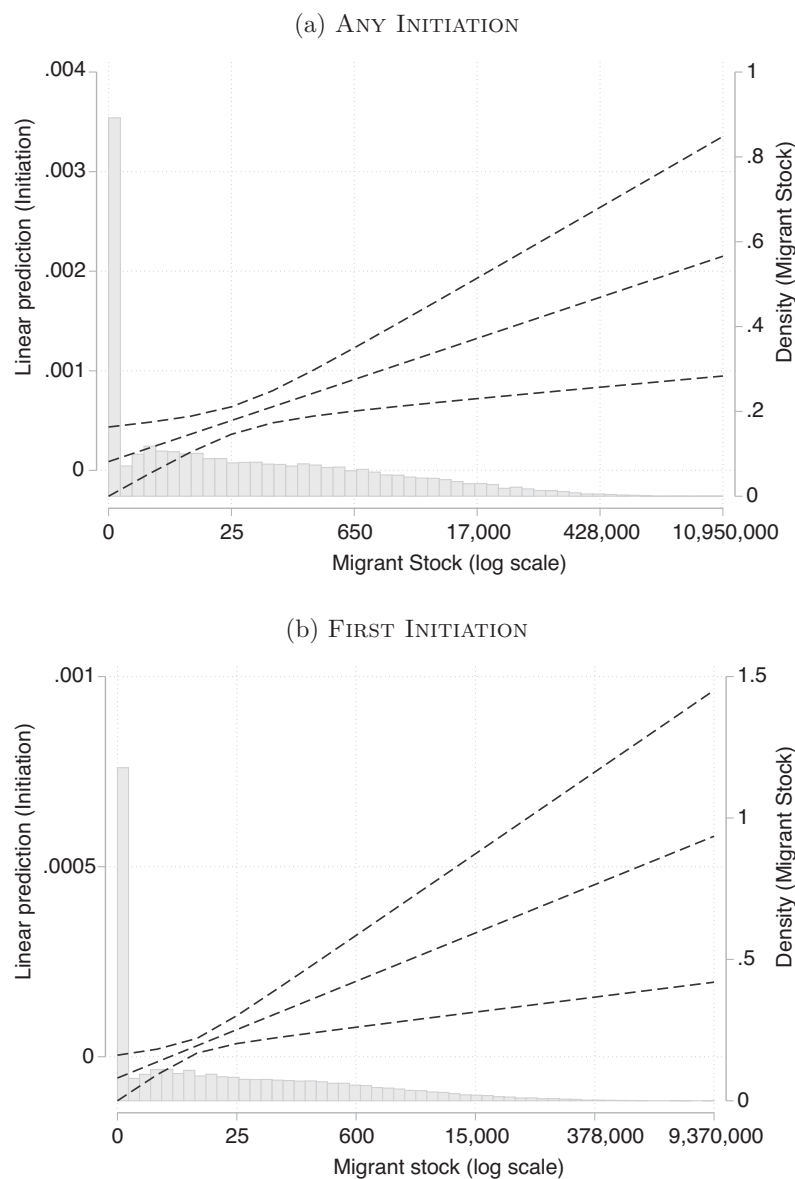 (a) ANY INITIATION
.004
.003
.002
.001
0
Linear prediction (Initiation)
1
.8
.6
.4
.2
0
Density (Migrant Stock)
0 25 650 17,000 428,000 10,950,000
Migrant Stock (log scale)
(b) FIRST INITIATION
.001
.0005
0
Linear prediction (Initiation)
1.5
1
.5
0
Density (Migrant Stock)
0 25 600 15,000 378,000 9,370,000
Migrant stock (log scale)